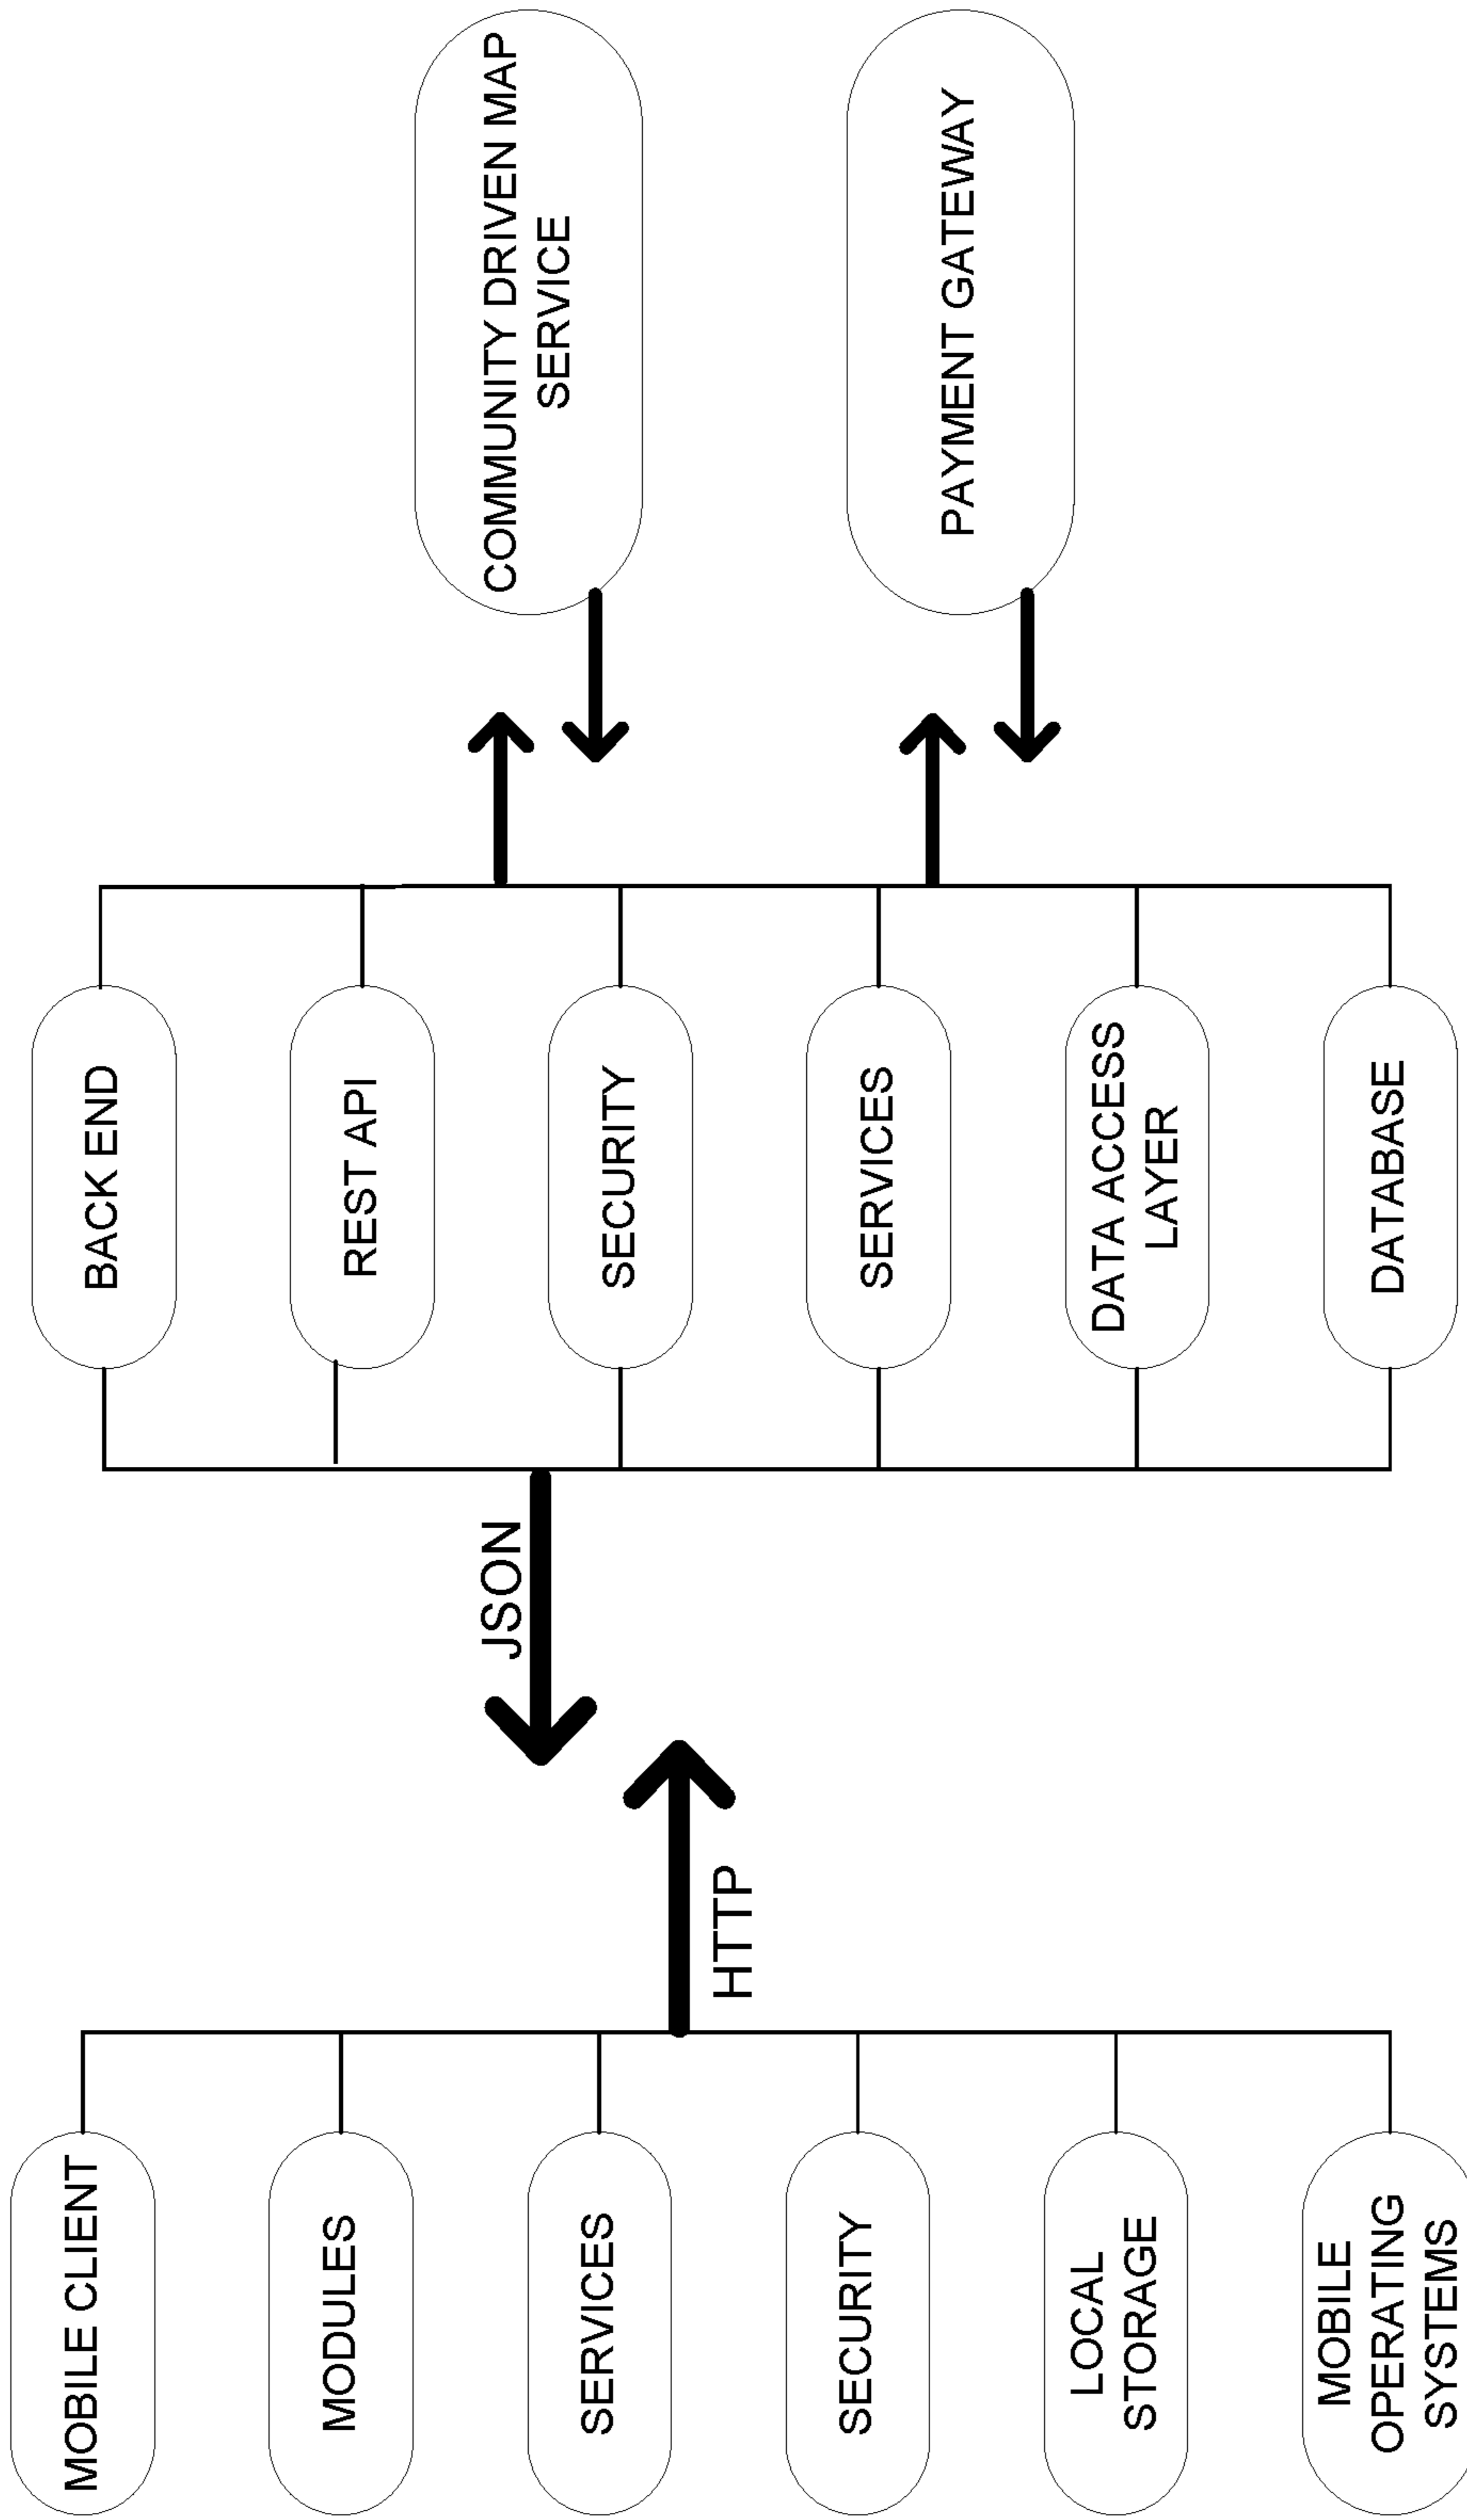 MOBILE CLIENT
MODULES
SERVICES
SECURITY
LOCAL
STORAGE
MOBILE
OPERATING
SYSTEMS
HTTP
JSON
BACK END
REST API
SECURITY
SERVICES
DATA ACCESS
LAYER
DATABASE
COMMUNITY DRIVEN MAP
SERVICE
PAYMENT GATEWAY